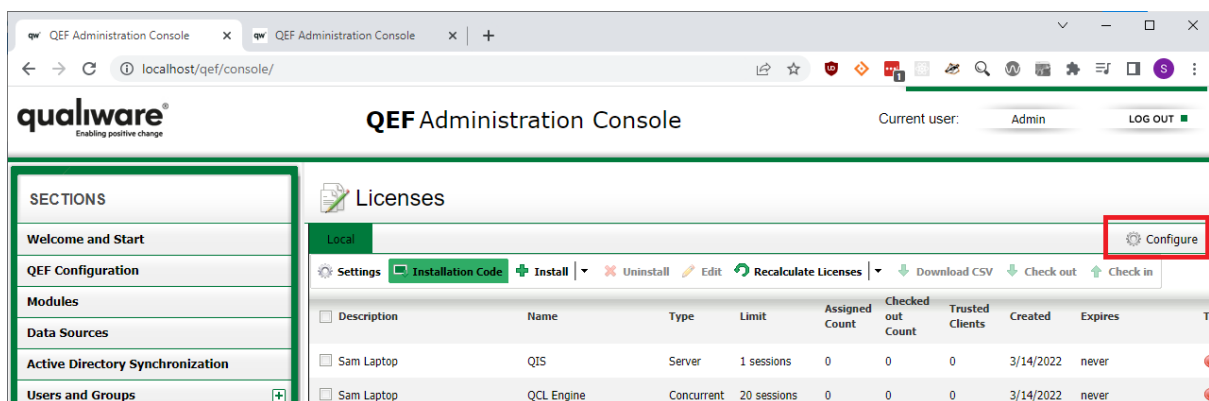 QEF Administration Console
QEF Administration Console
localhost/qef/console/
1
S
qualiware®
Enabling positive change
QEF Administration Console
Current user:
Admin
LOG OUT
SECTIONS
Welcome and Start
QEF Configuration
Modules
Data Sources
Active Directory Synchronization
Users and Groups
Licenses
Local
Configure
Settings Installation Code Install Uninstall Edit Recalculate Licenses Download CSV Check out Check in
Description Name Type Limit Assigned Count Checked out Count Trusted Clients Created Expires T
Sam Laptop QIS Server 1 sessions 0 0 0 3/14/2022 never
Sam Laptop QCL Engine Concurrent 20 sessions 0 0 0 3/14/2022 never